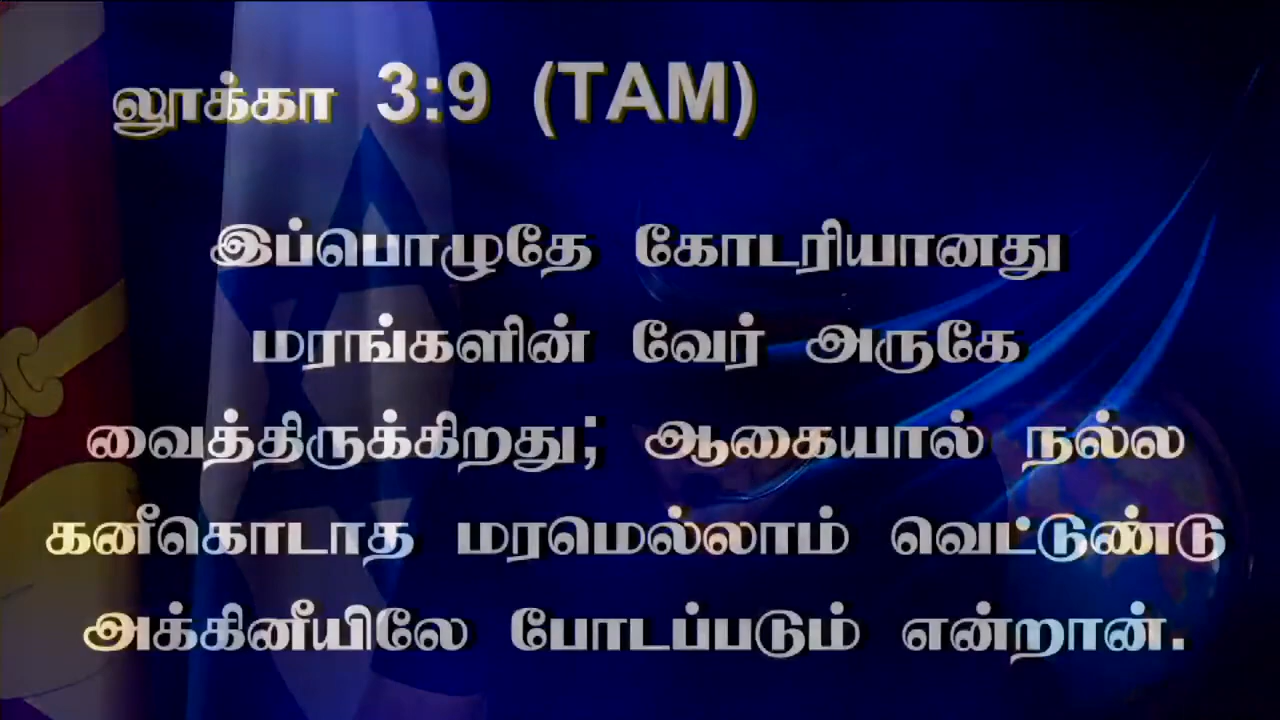 லூக்கா 3:9 (TAM)
இப்பொழுதே கோடரியானது
மரங்களின் வேர் அருகே
வைத்திருக்கிறது; ஆகையால் நல்ல
கனீகொடாத மரமெல்லாம் வெட்டுண்டு
அக்கினீயிலே போடப்படும் என்றான்.